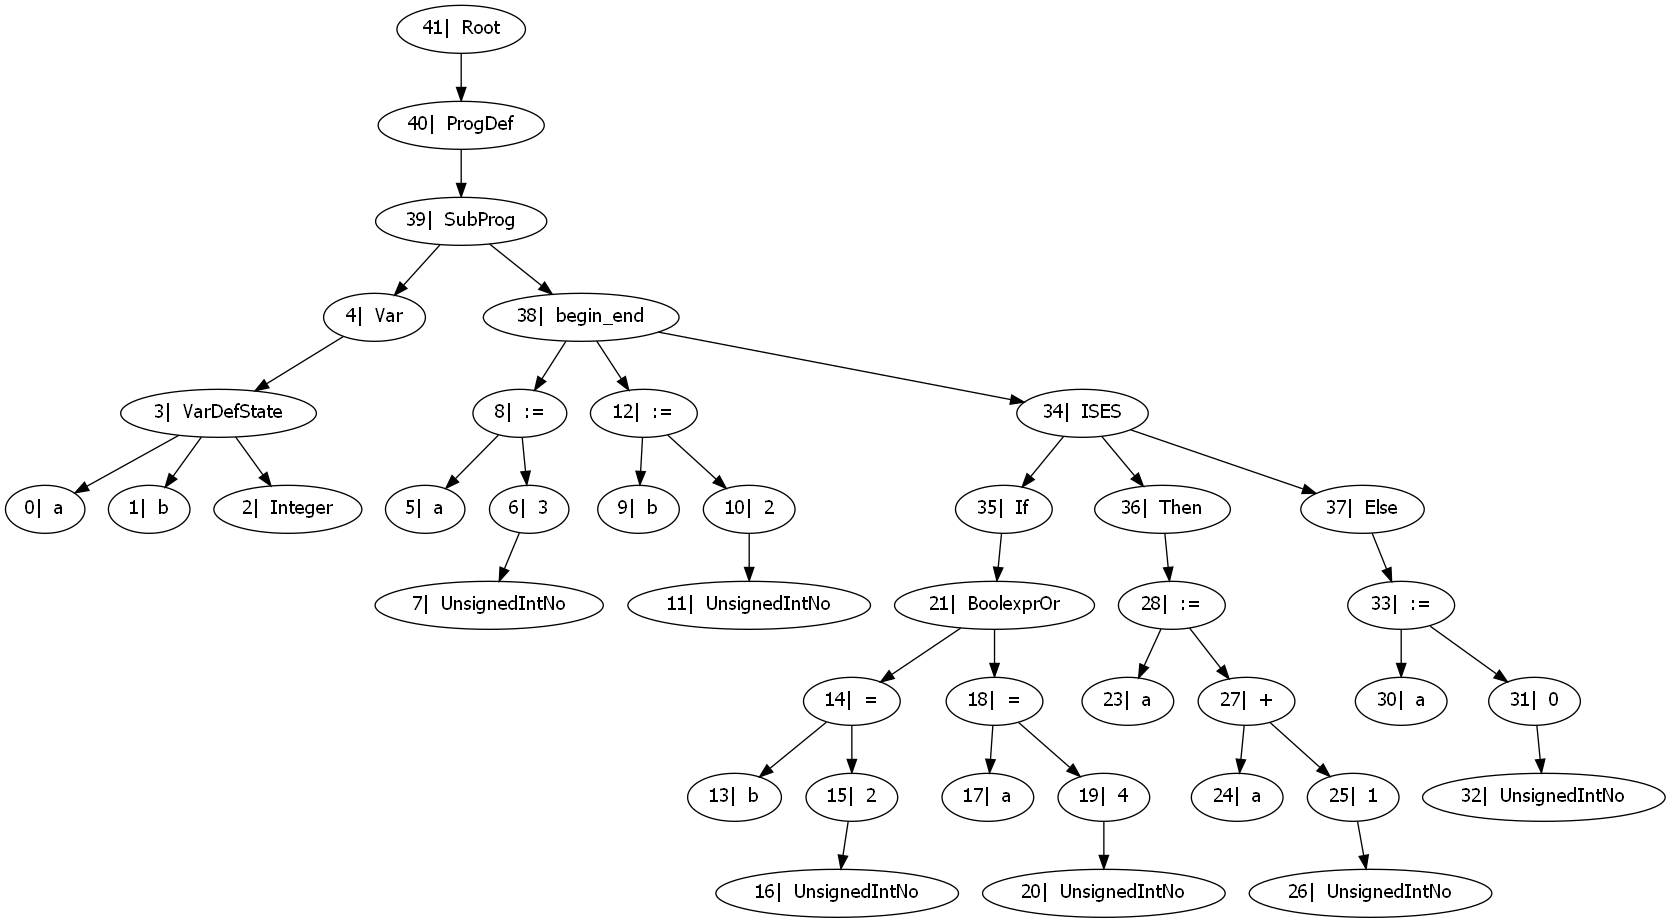 41| Root
40| ProgDef
39| SubProg
4| Var
38| begin_end
3| VarDefState
8| :=
12| :=
34| ISES
0| a
1| b
2| Integer
5| a
6| 3
9| b
10| 2
35| If
36| Then
37| Else
7| UnsignedIntNo
11| UnsignedIntNo
21| BoolexprOr
28| :=
33| :=
14| =
18| =
23| a
27| +
30| a
31| 0
13| b
15| 2
17| a
19| 4
24| a
25| 1
32| UnsignedIntNo
16| UnsignedIntNo
20| UnsignedIntNo
26| UnsignedIntNo